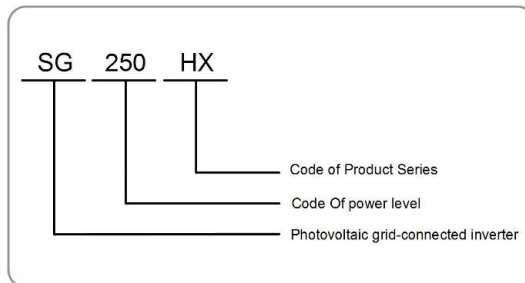 SG 250 HX
Code of Product Series
Code Of power level
Photovoltaic grid-connected inverter